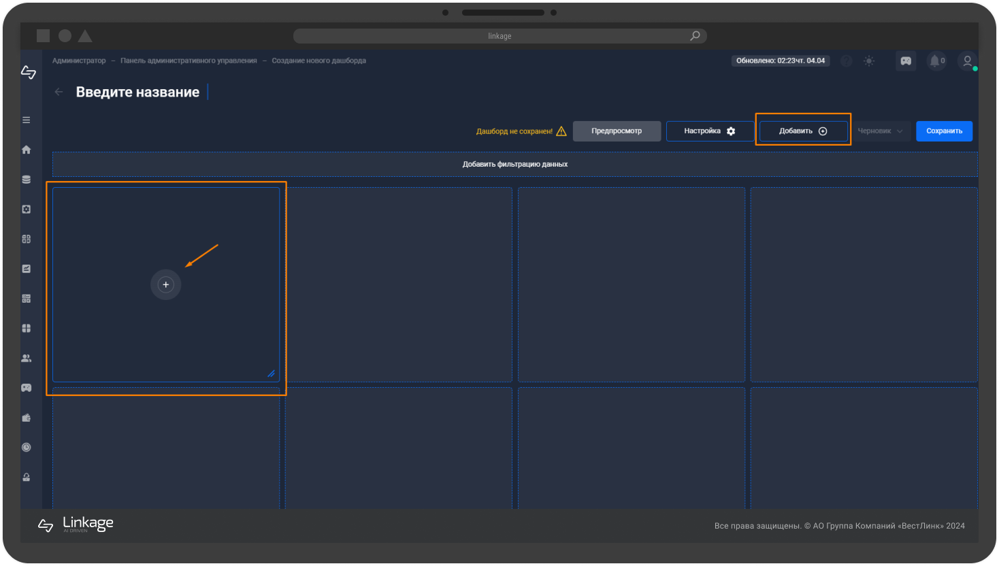 linkage
Администратор – Панель административного управления – Создание нового дашборда
Обновлено: 02:23чт. 04.04
0
Введите название
Дашборд не сохранен!
Предпросмотр
Настройка
Добавить
Черновик
Сохранить
Добавить фильтрацию данных
Linkage
AI DRIVEN
Все права защищены. © АО Группа Компаний «ВестЛинк» 2024